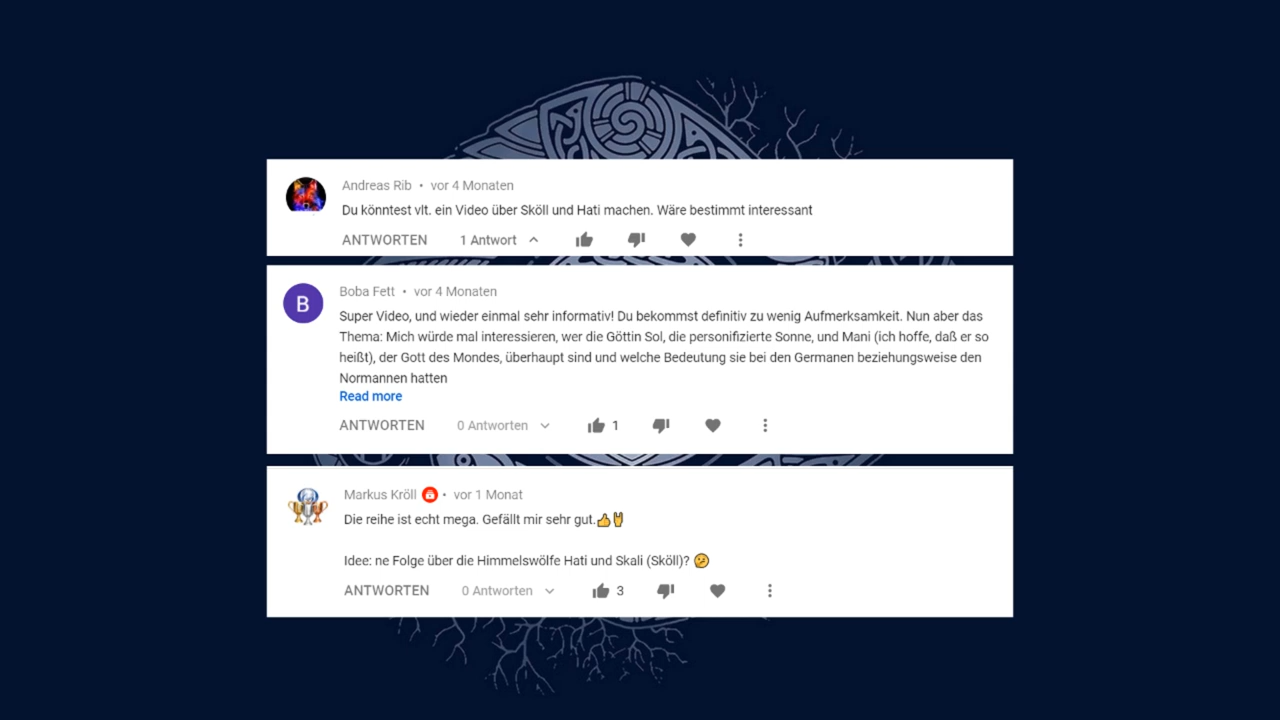 Andreas Rib • vor 4 Monaten
Du könntest vlt. ein Video über Sköll und Hati machen. Wäre bestimmt interessant
ANTWORTEN 1 Antwort
B
Boba Fett • vor 4 Monaten
Super Video, und wieder einmal sehr informativ! Du bekommst definitiv zu wenig Aufmerksamkeit. Nun aber das
Thema: Mich würde mal interessieren, wer die Göttin Sol, die personifizierte Sonne, und Mani (ich hoffe, daß er so
heißt), der Gott des Mondes, überhaupt sind und welche Bedeutung sie bei den Germanen beziehungsweise den
Normannen hatten
Read more
ANTWORTEN 0 Antworten 1
Markus Kröll • vor 1 Monat
Die reihe ist echt mega. Gefällt mir sehr gut.👍🤘
Idee: ne Folge über die Himmelswölfe Hati und Skali (Sköll)? 🤔
ANTWORTEN 0 Antworten 3